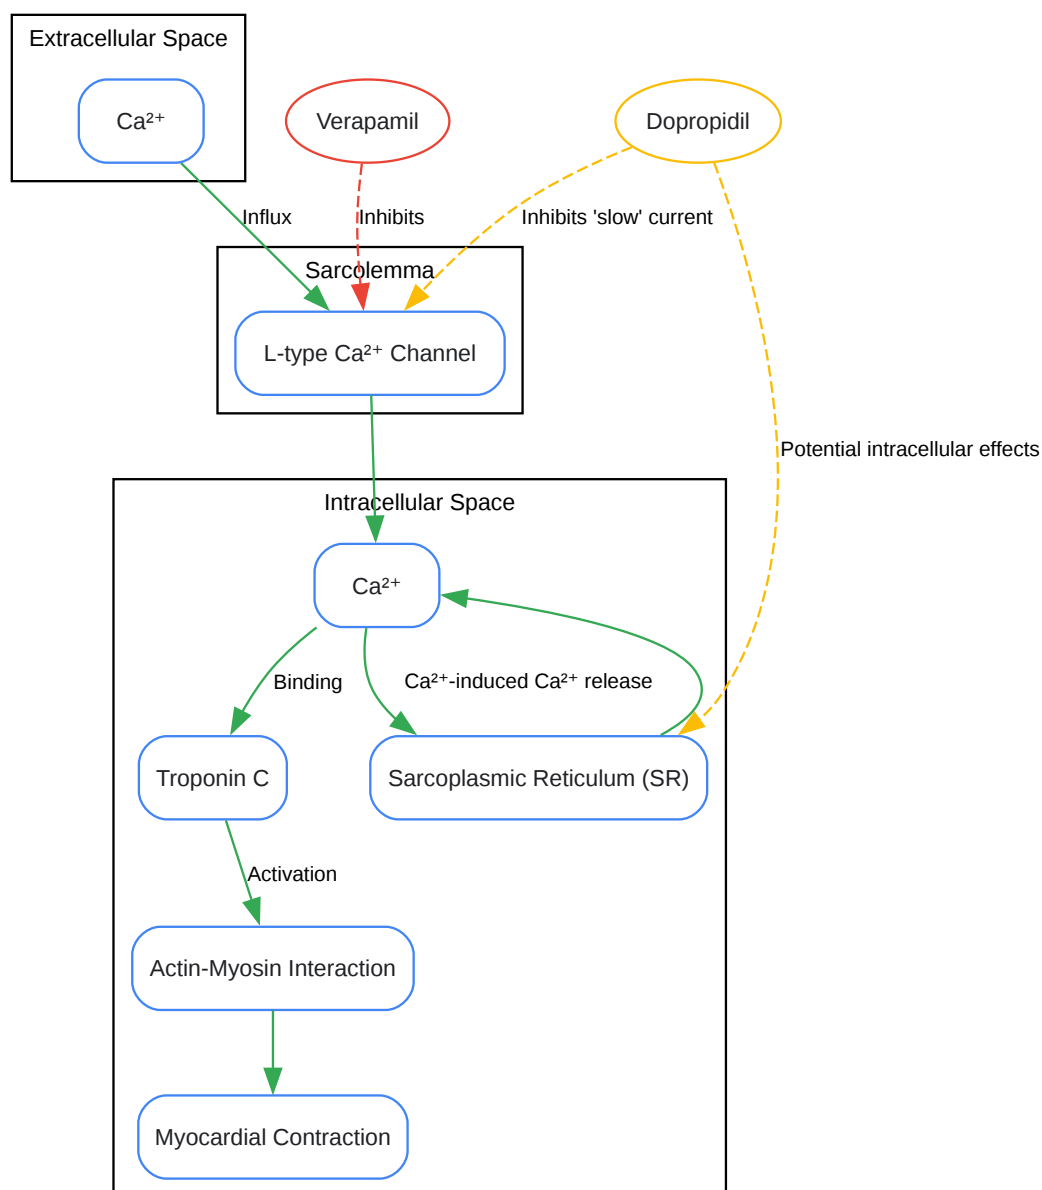 Extracellular Space
Ca²⁺
Verapamil
Dopropidil
Influx
Inhibits
Inhibits 'slow' current
Sarcolemma
L-type Ca²⁺ Channel
Potential intracellular effects
Intracellular Space
Ca²⁺
Binding
Ca²⁺-induced Ca²⁺ release
Troponin C
Sarcoplasmic Reticulum (SR)
Activation
Actin-Myosin Interaction
Myocardial Contraction